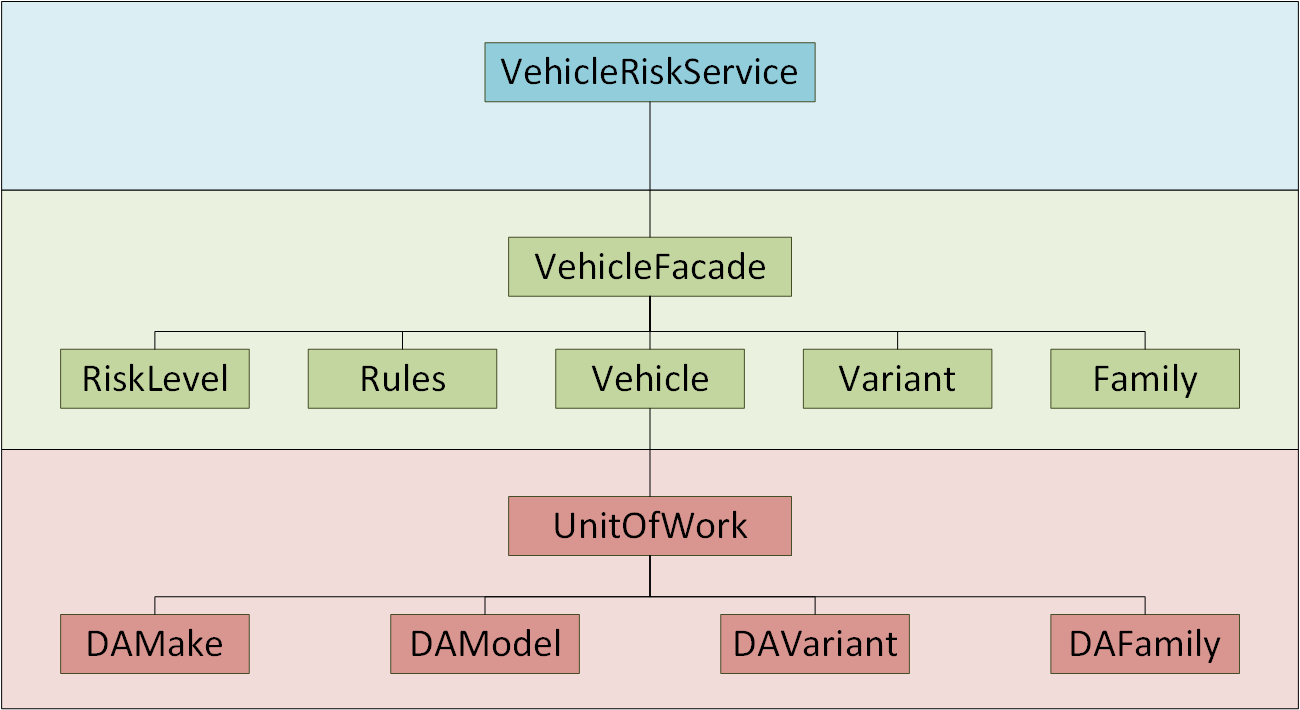 VehicleRiskService
VehicleFacade
RiskLevel
Rules
Vehicle
Variant
Family
UnitOfWork
DAMake
DAModel
DAVariant
DAFamily